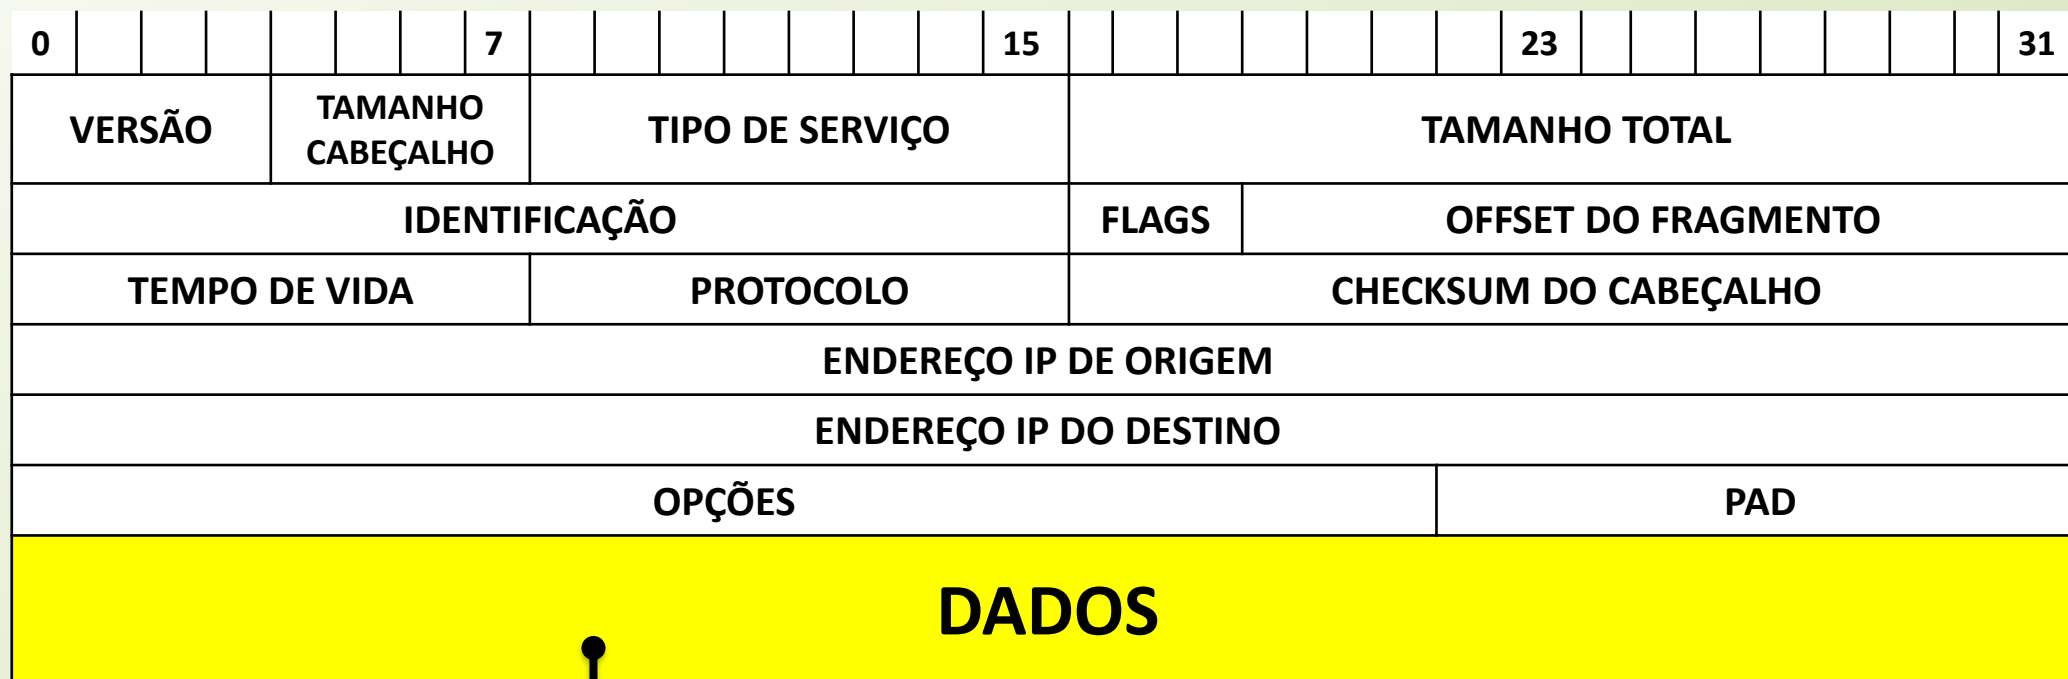 0 7 15 23 31
VERSÃO TAMANHO CABEÇALHO TIPO DE SERVIÇO TAMANHO TOTAL
IDENTIFICAÇÃO FLAGS OFFSET DO FRAGMENTO
TEMPO DE VIDA PROTOCOLO CHECKSUM DO CABEÇALHO
ENDEREÇO IP DE ORIGEM
ENDEREÇO IP DO DESTINO
OPÇÕES PAD
DADOS